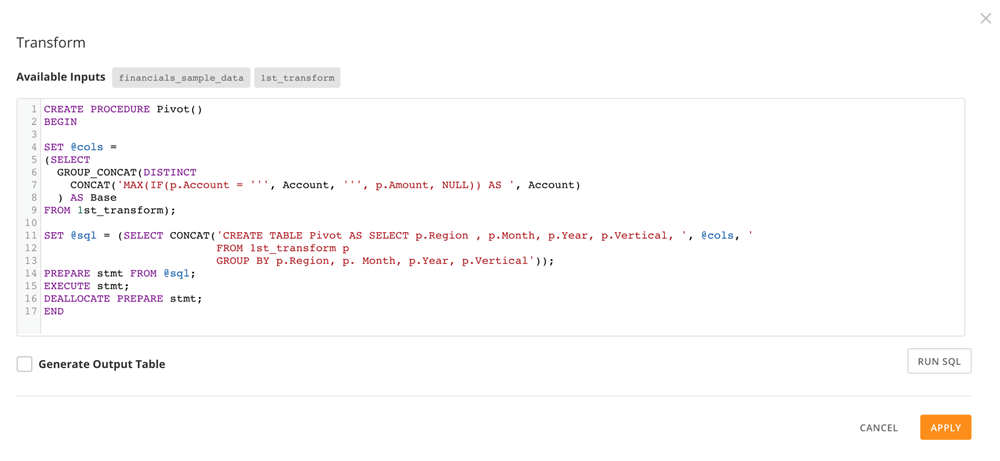 Transform
Available Inputs financials_sample_data 1st_transform
1 CREATE PROCEDURE Pivot()
2 BEGIN
3
4 SET @cols =
5 (SELECT
6 GROUP_CONCAT(DISTINCT
7 CONCAT('MAX(IF(p.Account = ''', Account, ''', p.Amount, NULL)) AS ', Account)
8 ) AS Base
9 FROM 1st_transform);
10
11 SET @sql = (SELECT CONCAT('CREATE TABLE Pivot AS SELECT p.Region , p.Month, p.Year, p.Vertical, ', @cols, '
12 FROM 1st_transform p
13 GROUP BY p.Region, p. Month, p.Year, p.Vertical'));
14 PREPARE stmt FROM @sql;
15 EXECUTE stmt;
16 DEALLOCATE PREPARE stmt;
17 END
Generate Output Table
RUN SQL
CANCEL APPLY